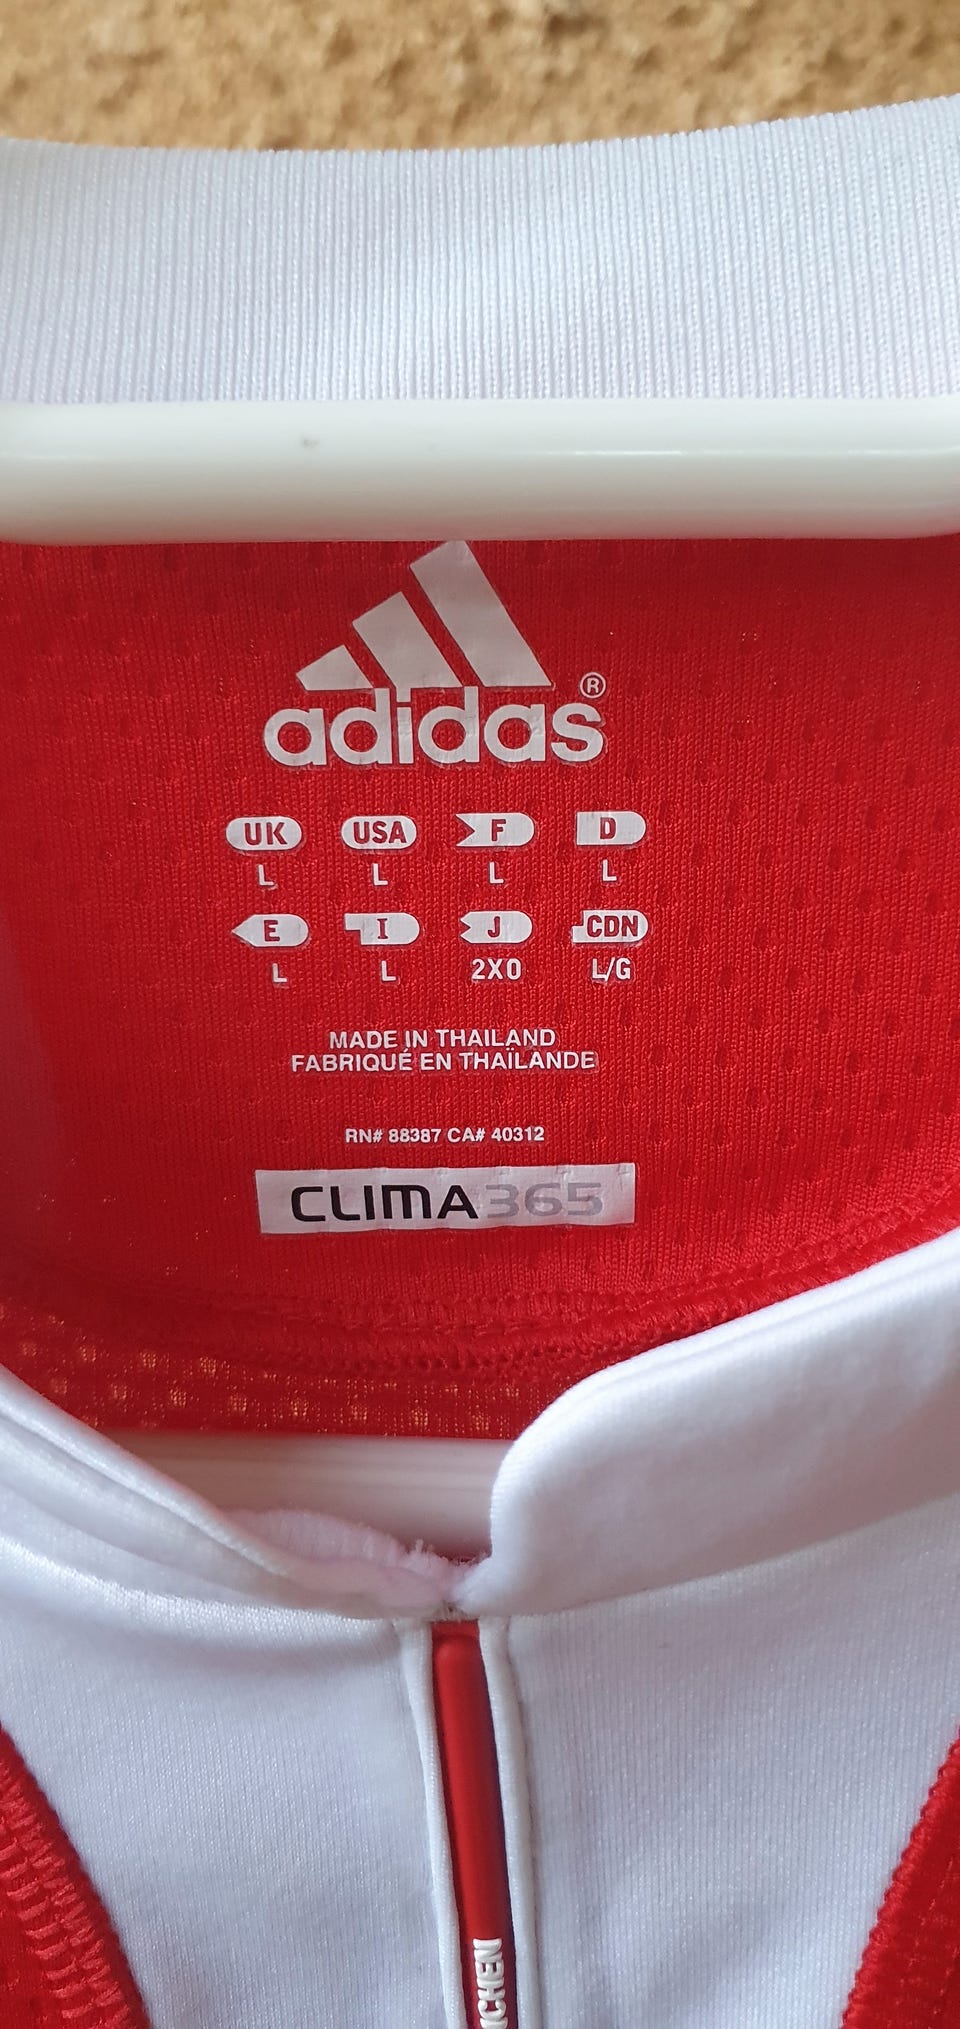 adidas®
UK USA F D
L L L L
E I J CDN
L L 2XO L/G
MADE IN THAILAND
FABRIQUÉ EN THAÏLANDE
RN# 88387 CA# 40312
CLIMA365